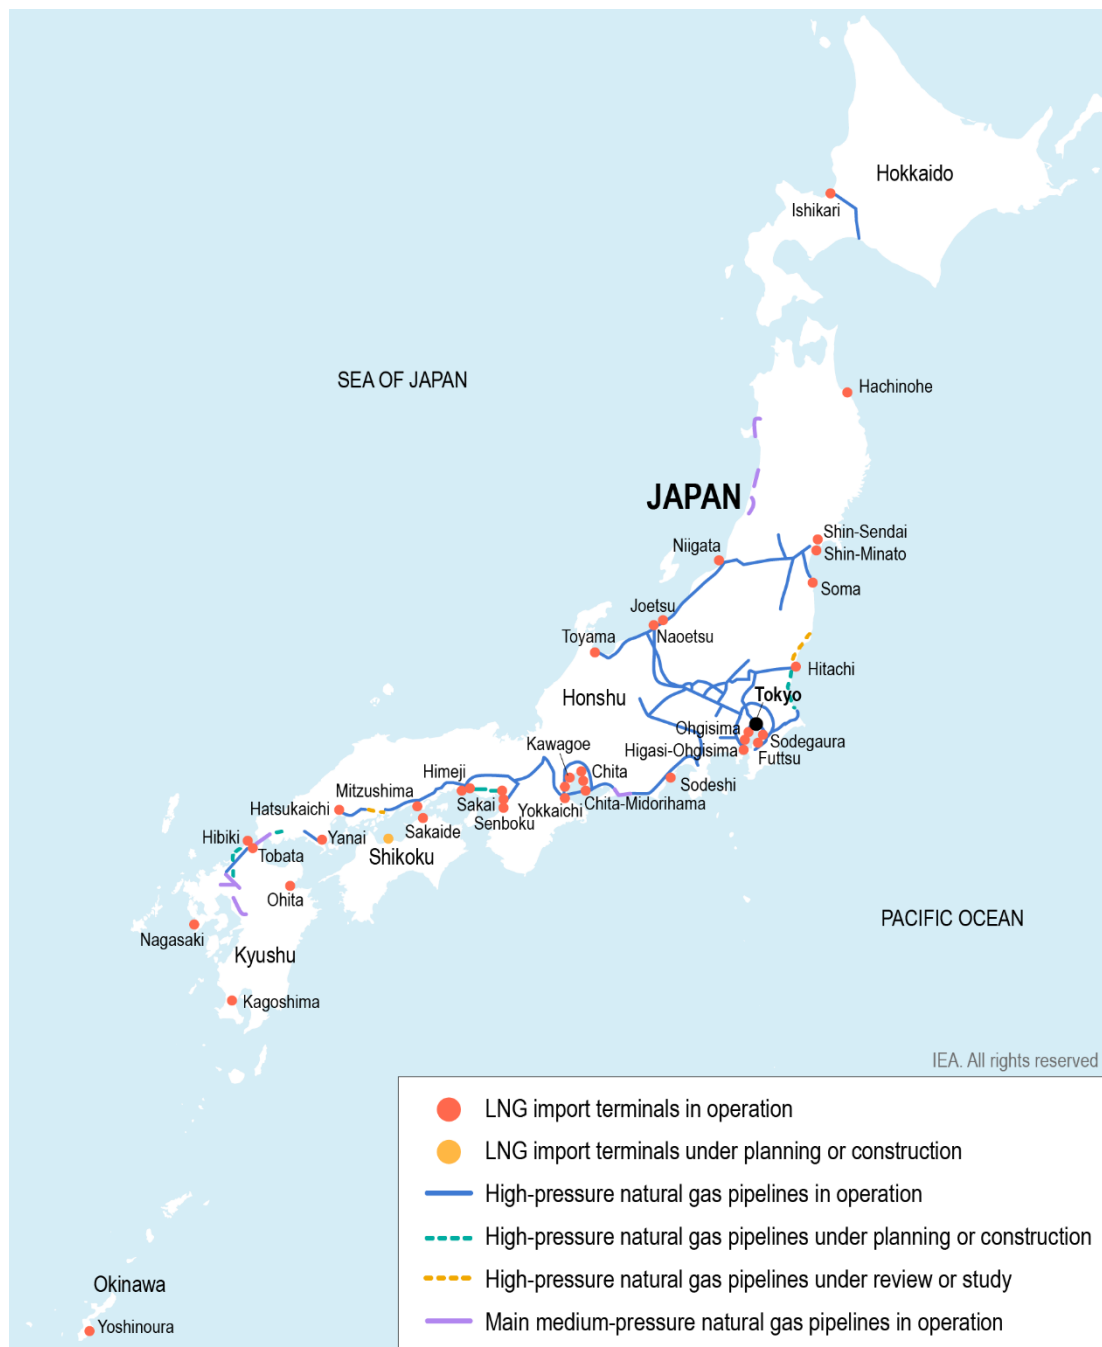 Hokkaido
Ishikari
SEA OF JAPAN
Hachinohe
JAPAN
Shin-Sendai
Niigata
Shin-Minato
Soma
Joetsu
Toyama
Naoetsu
Hitachi
Honshu
Tokyo
Ohgisima
Kawagoe
Higasi-Ohgisima
Sodegaura
Futtsu
Himeji
Chita
Sodeshi
Mitzushima
Hatsukaichi
Sakai
Yokkaichi
Chita-Midorihama
Senboku
Sakaide
Hibiki
Yanai
Tobata
Shikoku
Ohita
PACIFIC OCEAN
Nagasaki
Kyushu
Kagoshima
IEA. All rights reserved
LNG import terminals in operation
LNG import terminals under planning or construction
High-pressure natural gas pipelines in operation
High-pressure natural gas pipelines under planning or construction
High-pressure natural gas pipelines under review or study
Main medium-pressure natural gas pipelines in operation
Okinawa
Yoshinoura